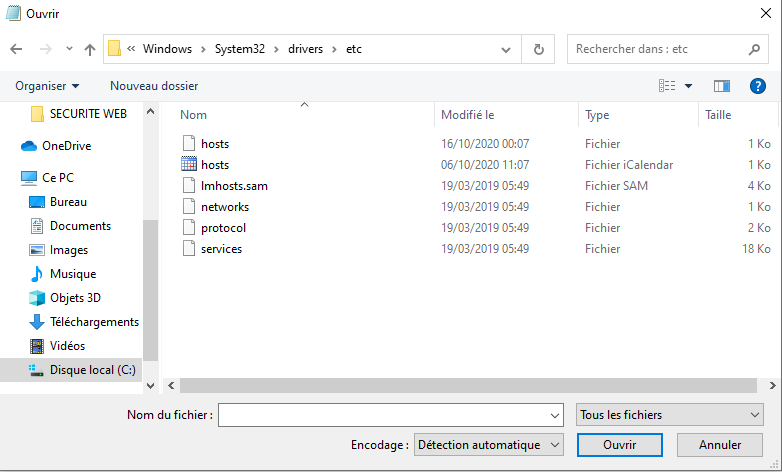 Ouvrir
« Windows > System32 > drivers > etc
Rechercher dans : etc
Organiser
Nouveau dossier
?
SECURITE WEB
OneDrive
Ce PC
Bureau
Documents
Images
Musique
Objets 3D
Téléchargements
Vidéos
Disque local (C:)
Nom Modifié le Type Taille
hosts 16/10/2020 00:07 Fichier 1 Ko
hosts 06/10/2020 11:07 Fichier iCalendar 1 Ko
lmhosts.sam 19/03/2019 05:49 Fichier SAM 4 Ko
networks 19/03/2019 05:49 Fichier 1 Ko
protocol 19/03/2019 05:49 Fichier 2 Ko
services 19/03/2019 05:49 Fichier 18 Ko
Nom du fichier :
Tous les fichiers
Encodage : Détection automatique
Ouvrir
Annuler